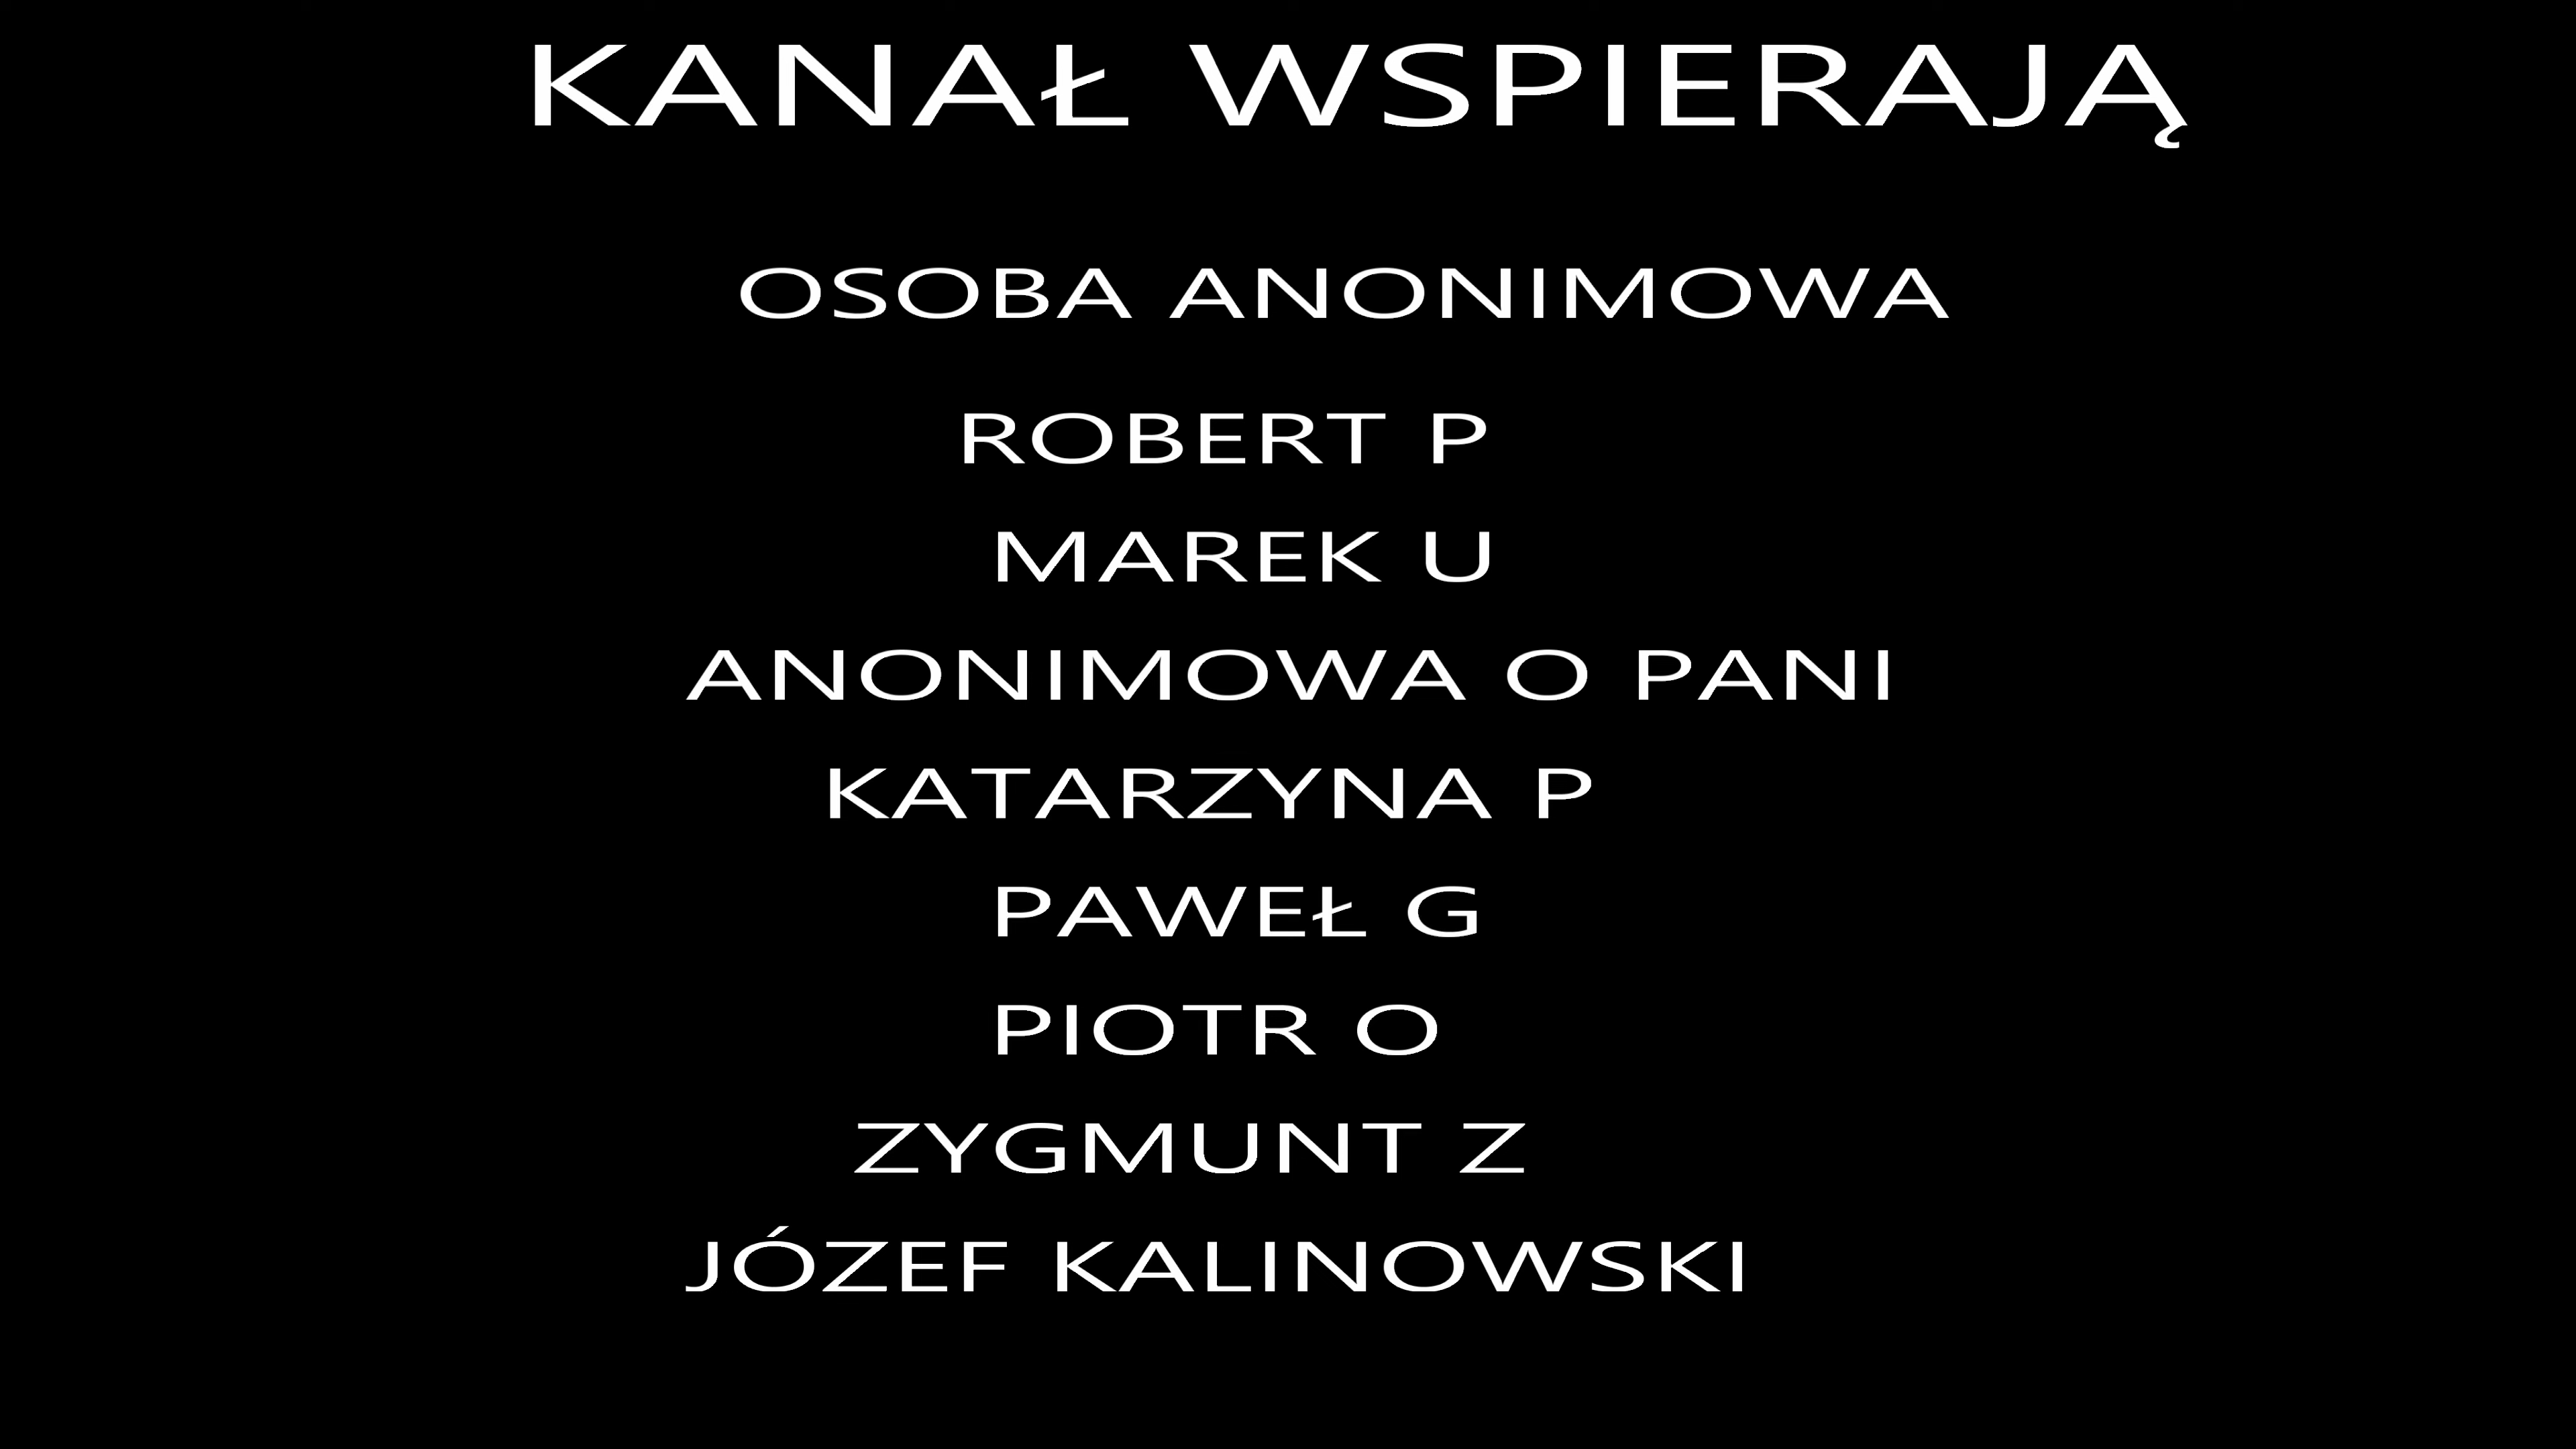 KANAŁ WSPIERAJĄ
OSOBA ANONIMOWA
ROBERT P
MAREK U
ANONIMOWA O PANI
KATARZYNA P
PAWEŁ G
PIOTR O
ZYGMUNT Z
JÓZEF KALINOWSKI